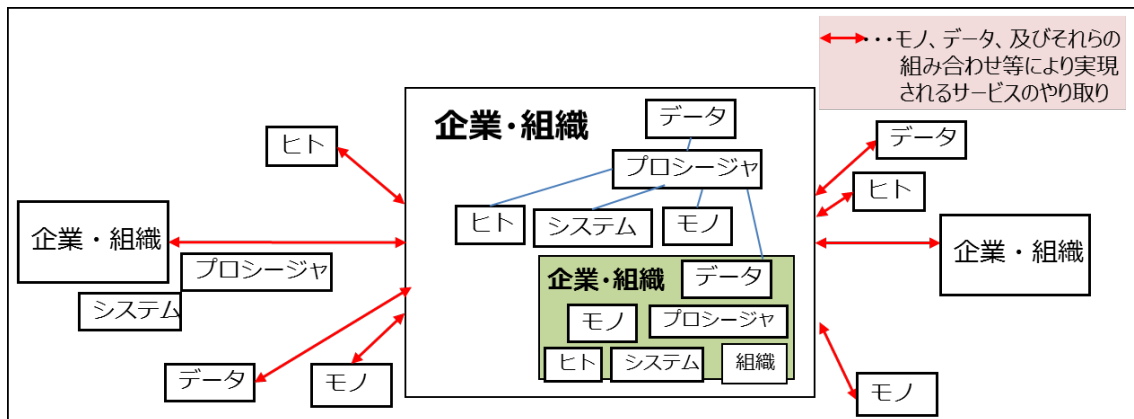 ・・・モノ、データ、及びそれらの
組み合わせ等により実現
されるサービスのやり取り
企業・組織
データ
プロシージャ
ヒト
システム
モノ
企業・組織
データ
モノ
プロシージャ
ヒト
システム
組織
ヒト
企業・組織
プロシージャ
システム
データ
モノ
データ
ヒト
企業・組織
モノ